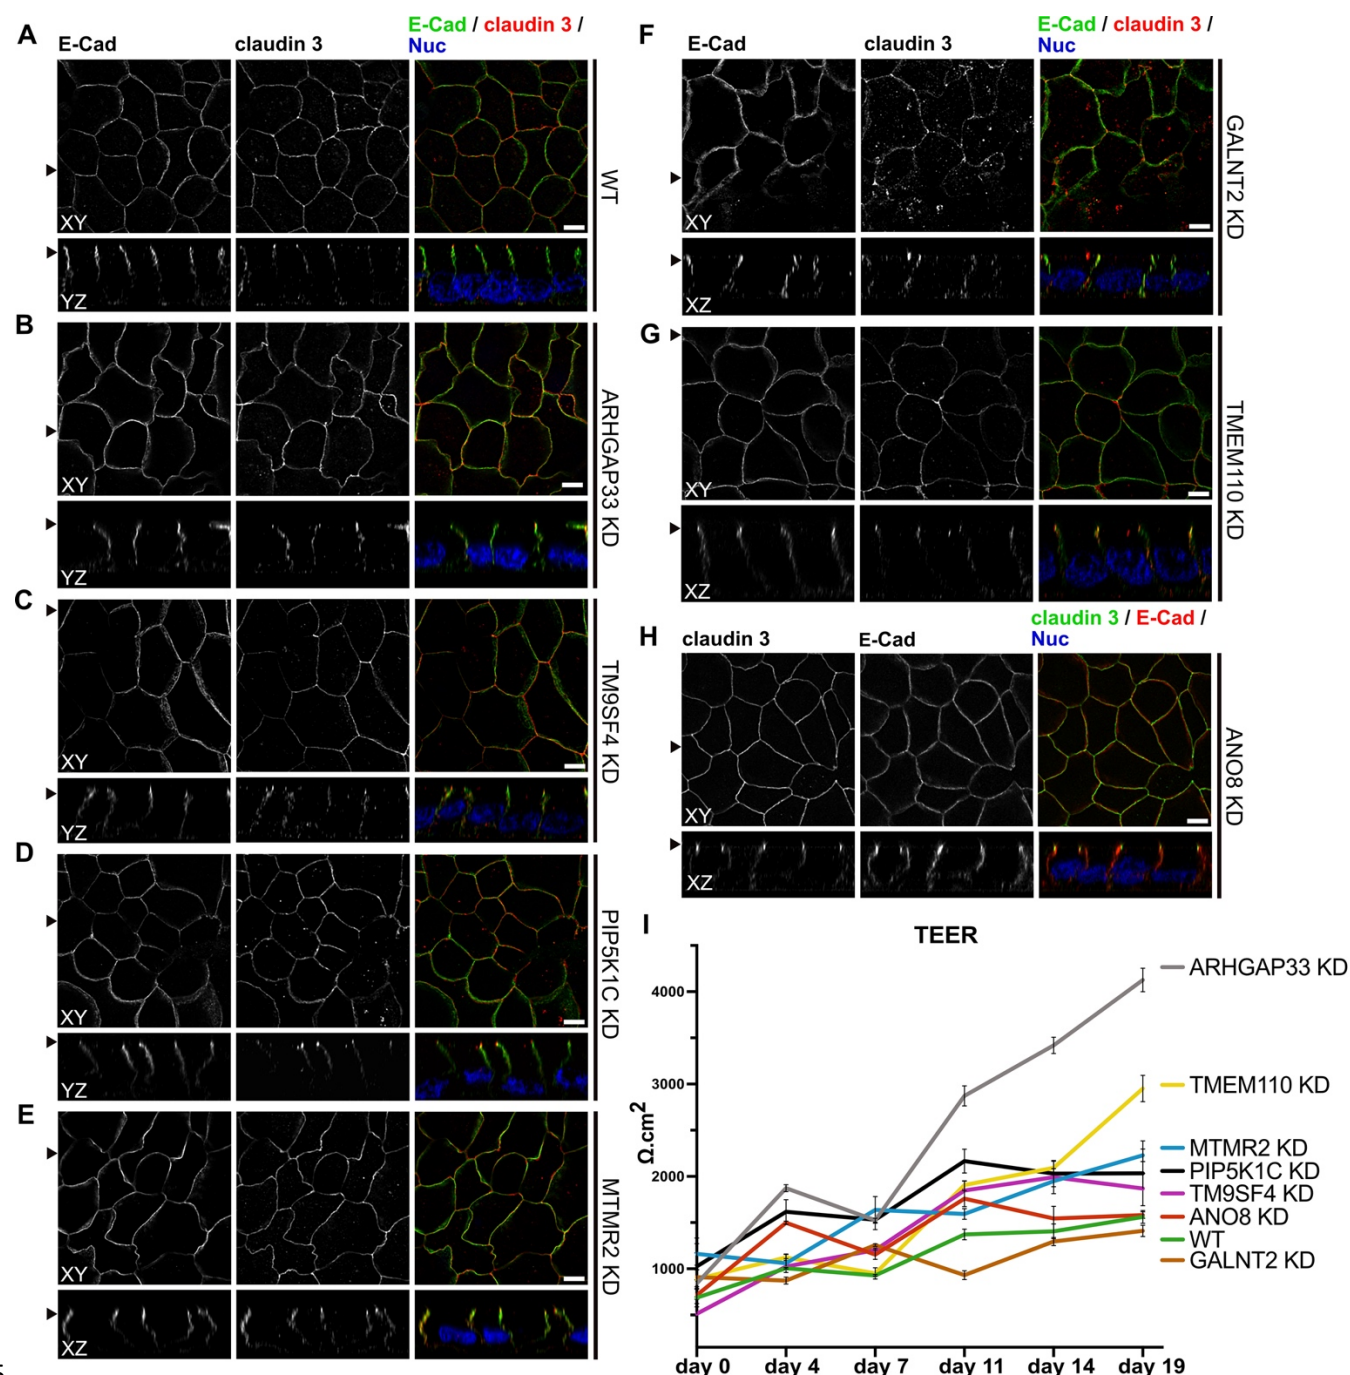 A
E-Cad
claudin 3
E-Cad / claudin 3 /
Nuc
XY
YZ
WT
B
XY
YZ
ARHGAP33 KD
C
XY
YZ
TM9SF4 KD
D
XY
YZ
PIP5K1C KD
E
XY
XZ
MTMR2 KD
F
E-Cad
claudin 3
E-Cad / claudin 3 /
Nuc
XY
XZ
GALNT2 KD
G
XY
XZ
TMEM110 KD
H
claudin 3
E-Cad
claudin 3 / E-Cad /
Nuc
XY
XZ
ANO8 KD
I
TEER
Ω.cm2
4000
3000
2000
1000
day 0
day 4
day 7
day 11
day 14
day 19
ARHGAP33 KD
TMEM110 KD
MTMR2 KD
PIP5K1C KD
TM9SF4 KD
ANO8 KD
WT
GALNT2 KD